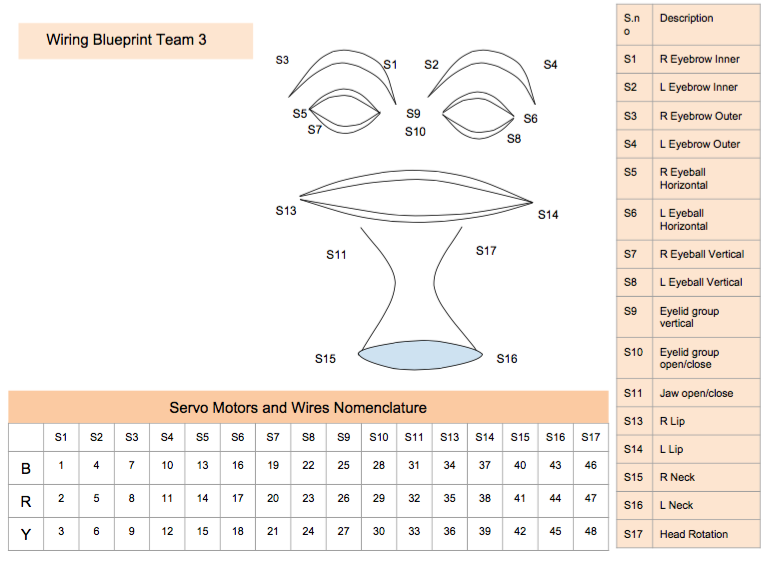 Wiring Blueprint Team 3
S3
S1
S2
S4
S5
S7
S9
S10
S6
S8
S13
S14
S11
S17
S15
S16
Servo Motors and Wires Nomenclature
S1 S2 S3 S4 S5 S6 S7 S8 S9 S10 S11 S13 S14 S15 S16 S17
B 1 4 7 10 13 16 19 22 25 28 31 34 37 40 43 46
R 2 5 8 11 14 17 20 23 26 29 32 35 38 41 44 47
Y 3 6 9 12 15 18 21 24 27 30 33 36 39 42 45 48
S.n Description
o
S1 R Eyebrow Inner
S2 L Eyebrow Inner
S3 R Eyebrow Outer
S4 L Eyebrow Outer
S5 R Eyeball
Horizontal
S6 L Eyeball
Horizontal
S7 R Eyeball Vertical
S8 L Eyeball Vertical
S9 Eyelid group
vertical
S10 Eyelid group
open/close
S11 Jaw open/close
S13 R Lip
S14 L Lip
S15 R Neck
S16 L Neck
S17 Head Rotation